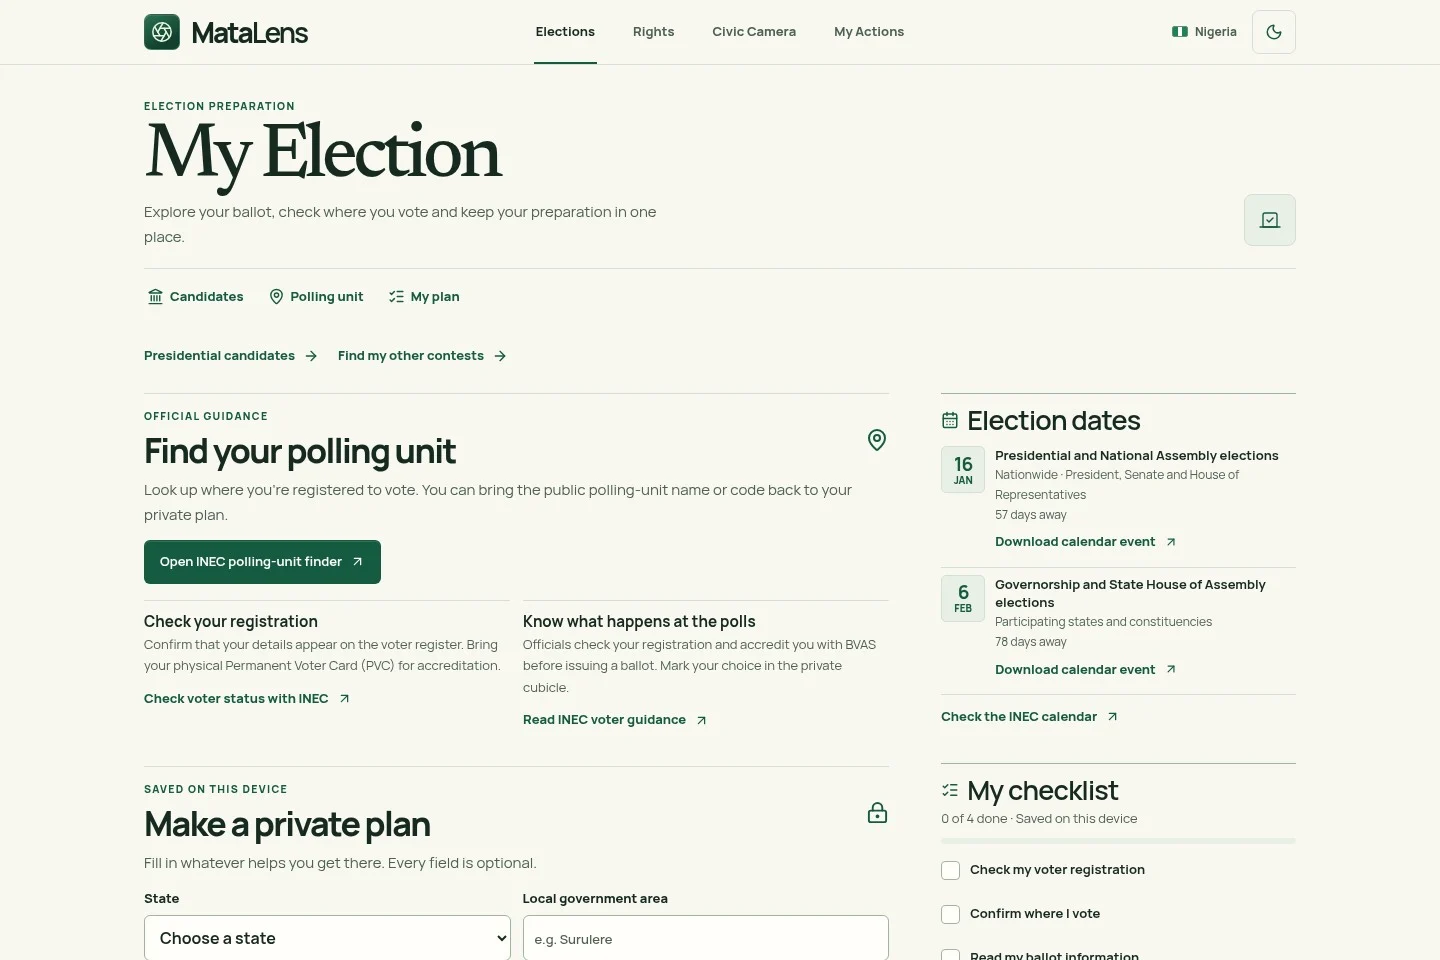 MataLens
Elections
Rights
Civic Camera
My Actions
Nigeria
ELECTION PREPARATION
My Election
Explore your ballot, check where you vote and keep your preparation in one
place.
Candidates
Polling unit
My plan
Presidential candidates
Find my other contests
OFFICIAL GUIDANCE
Find your polling unit
Look up where you're registered to vote. You can bring the public polling-unit name or code back to your
private plan.
Open INEC polling-unit finder
Check your registration
Confirm that your details appear on the voter register. Bring
your physical Permanent Voter Card (PVC) for accreditation.
Check voter status with INEC
Know what happens at the polls
Officials check your registration and accredit you with BVAS
before issuing a ballot. Mark your choice in the private
cubicle.
Read INEC voter guidance
SAVED ON THIS DEVICE
Make a private plan
Fill in whatever helps you get there. Every field is optional.
State
Choose a state
Local government area
e.g. Surulere
Election dates
16
JAN
Presidential and National Assembly elections
Nationwide · President, Senate and House of
Representatives
57 days away
Download calendar event
6
FEB
Governorship and State House of Assembly
elections
Participating states and constituencies
78 days away
Download calendar event
Check the INEC calendar
My checklist
0 of 4 done · Saved on this device
Check my voter registration
Confirm where I vote
Read my ballot information